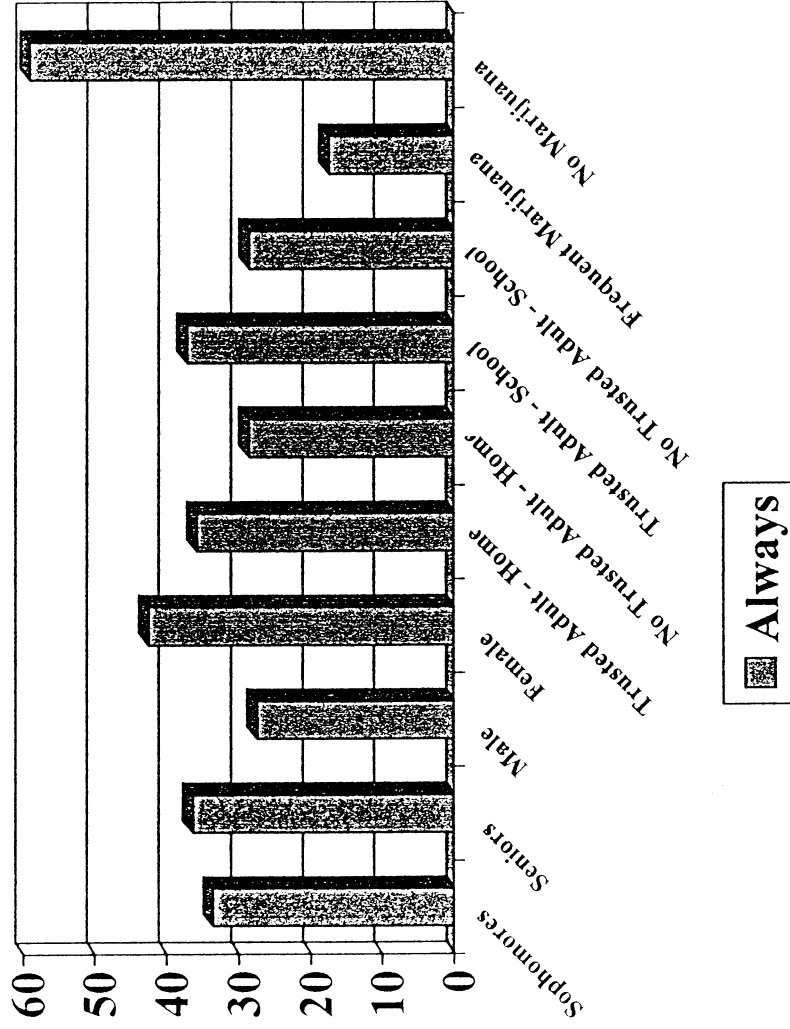 60
50
40
30
20
10
0
Sophomores
Seniors
Male
Female
Trusted Adult - Home
No Trusted Adult - Home
Trusted Adult - School
No Trusted Adult - School
Frequent Marijuana
No Marijuana
Always